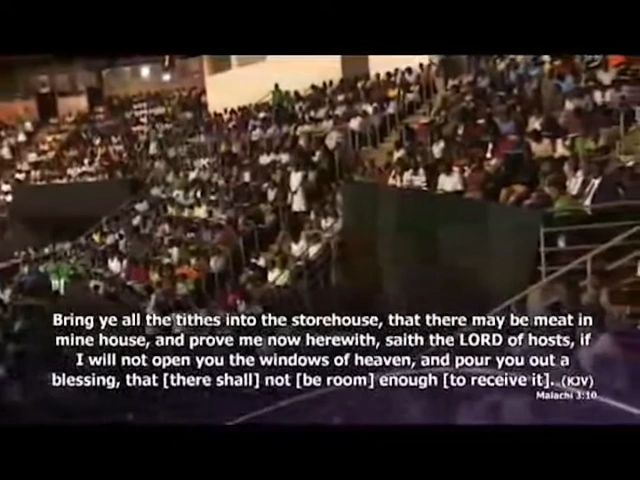 Bring ye all the tithes into the storehouse, that there may be meat in
mine house, and prove me now herewith, saith the LORD of hosts, if
I will not open you the windows of heaven, and pour you out a
blessing, that [there shall] not [be room] enough [to receive it]. (KJV)
Malachi 3:10